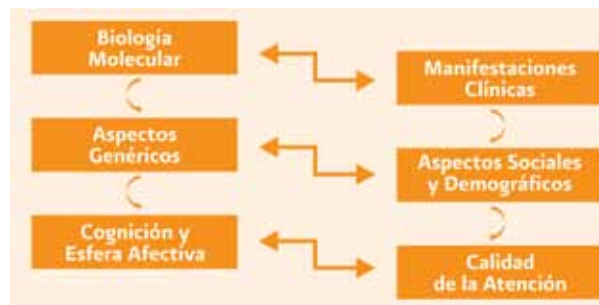 Biología
Molecular
Manifestaciones
Clínicas
Aspectos
Genéricos
Aspectos Sociales
y Demográficos
Cognición y
Esfera Afectiva
Calidad
de la Atención